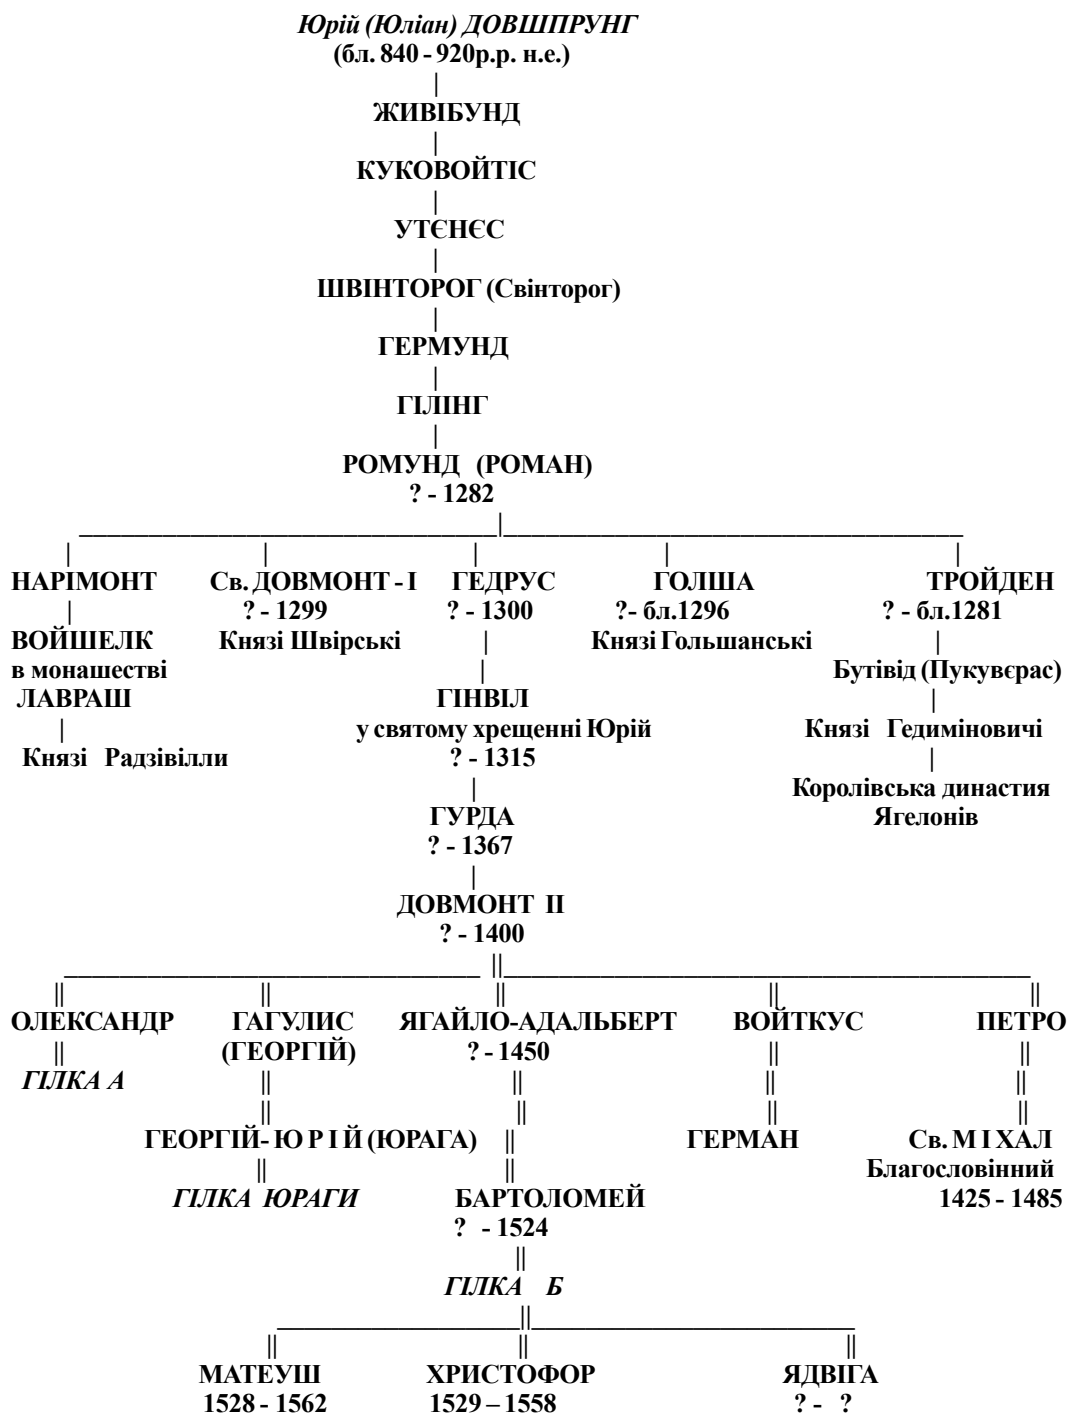 Юрій (Юліан) ДОВШПРУНГ
(бл. 840 - 920р.р. н.е.)
ЖИВІБУНД
КУКОВОЙТІС
УТЄНЄС
ШВІНТОРОГ (Свінторог)
ГЕРМУНД
ГІЛІНГ
РОМУНД (РОМАН)
? - 1282
НАРІМОНТ Св. ДОВМОНТ - І ГЕДРУС ГОЛША ТРОЙДЕН
? - 1299 ? - 1300 ?- бл.1296 ? - бл.1281
ВОЙШЕЛК Князі Швірські Князі Гольшанські
в монашестві Бутівід (Пукувєрас)
ЛАВРАШ ГІНВІЛ
у святому хрещенні Юрій Князі Гедиміновичі
Князі Радзівілли ? - 1315
Королівська династия
ГУРДА Ягелонів
? - 1367
ДОВМОНТ ІІ
? - 1400
ОЛЕКСАНДР ГАГУЛИС ЯГАЙЛО-АДАЛЬБЕРТ ВОЙТКУС ПЕТРО
(ГЕОРГІЙ) ? - 1450
ГІЛКА А
ГЕОРГІЙ- Ю Р І Й (ЮРАГА) ГЕРМАН Св. М І ХАЛ
Благословінний
ГІЛКА ЮРАГИ БАРТОЛОМЕЙ 1425 - 1485
? - 1524
ГІЛКА Б
МАТЕУШ ХРИСТОФОР ЯДВІГА
1528 - 1562 1529 – 1558 ? - ?